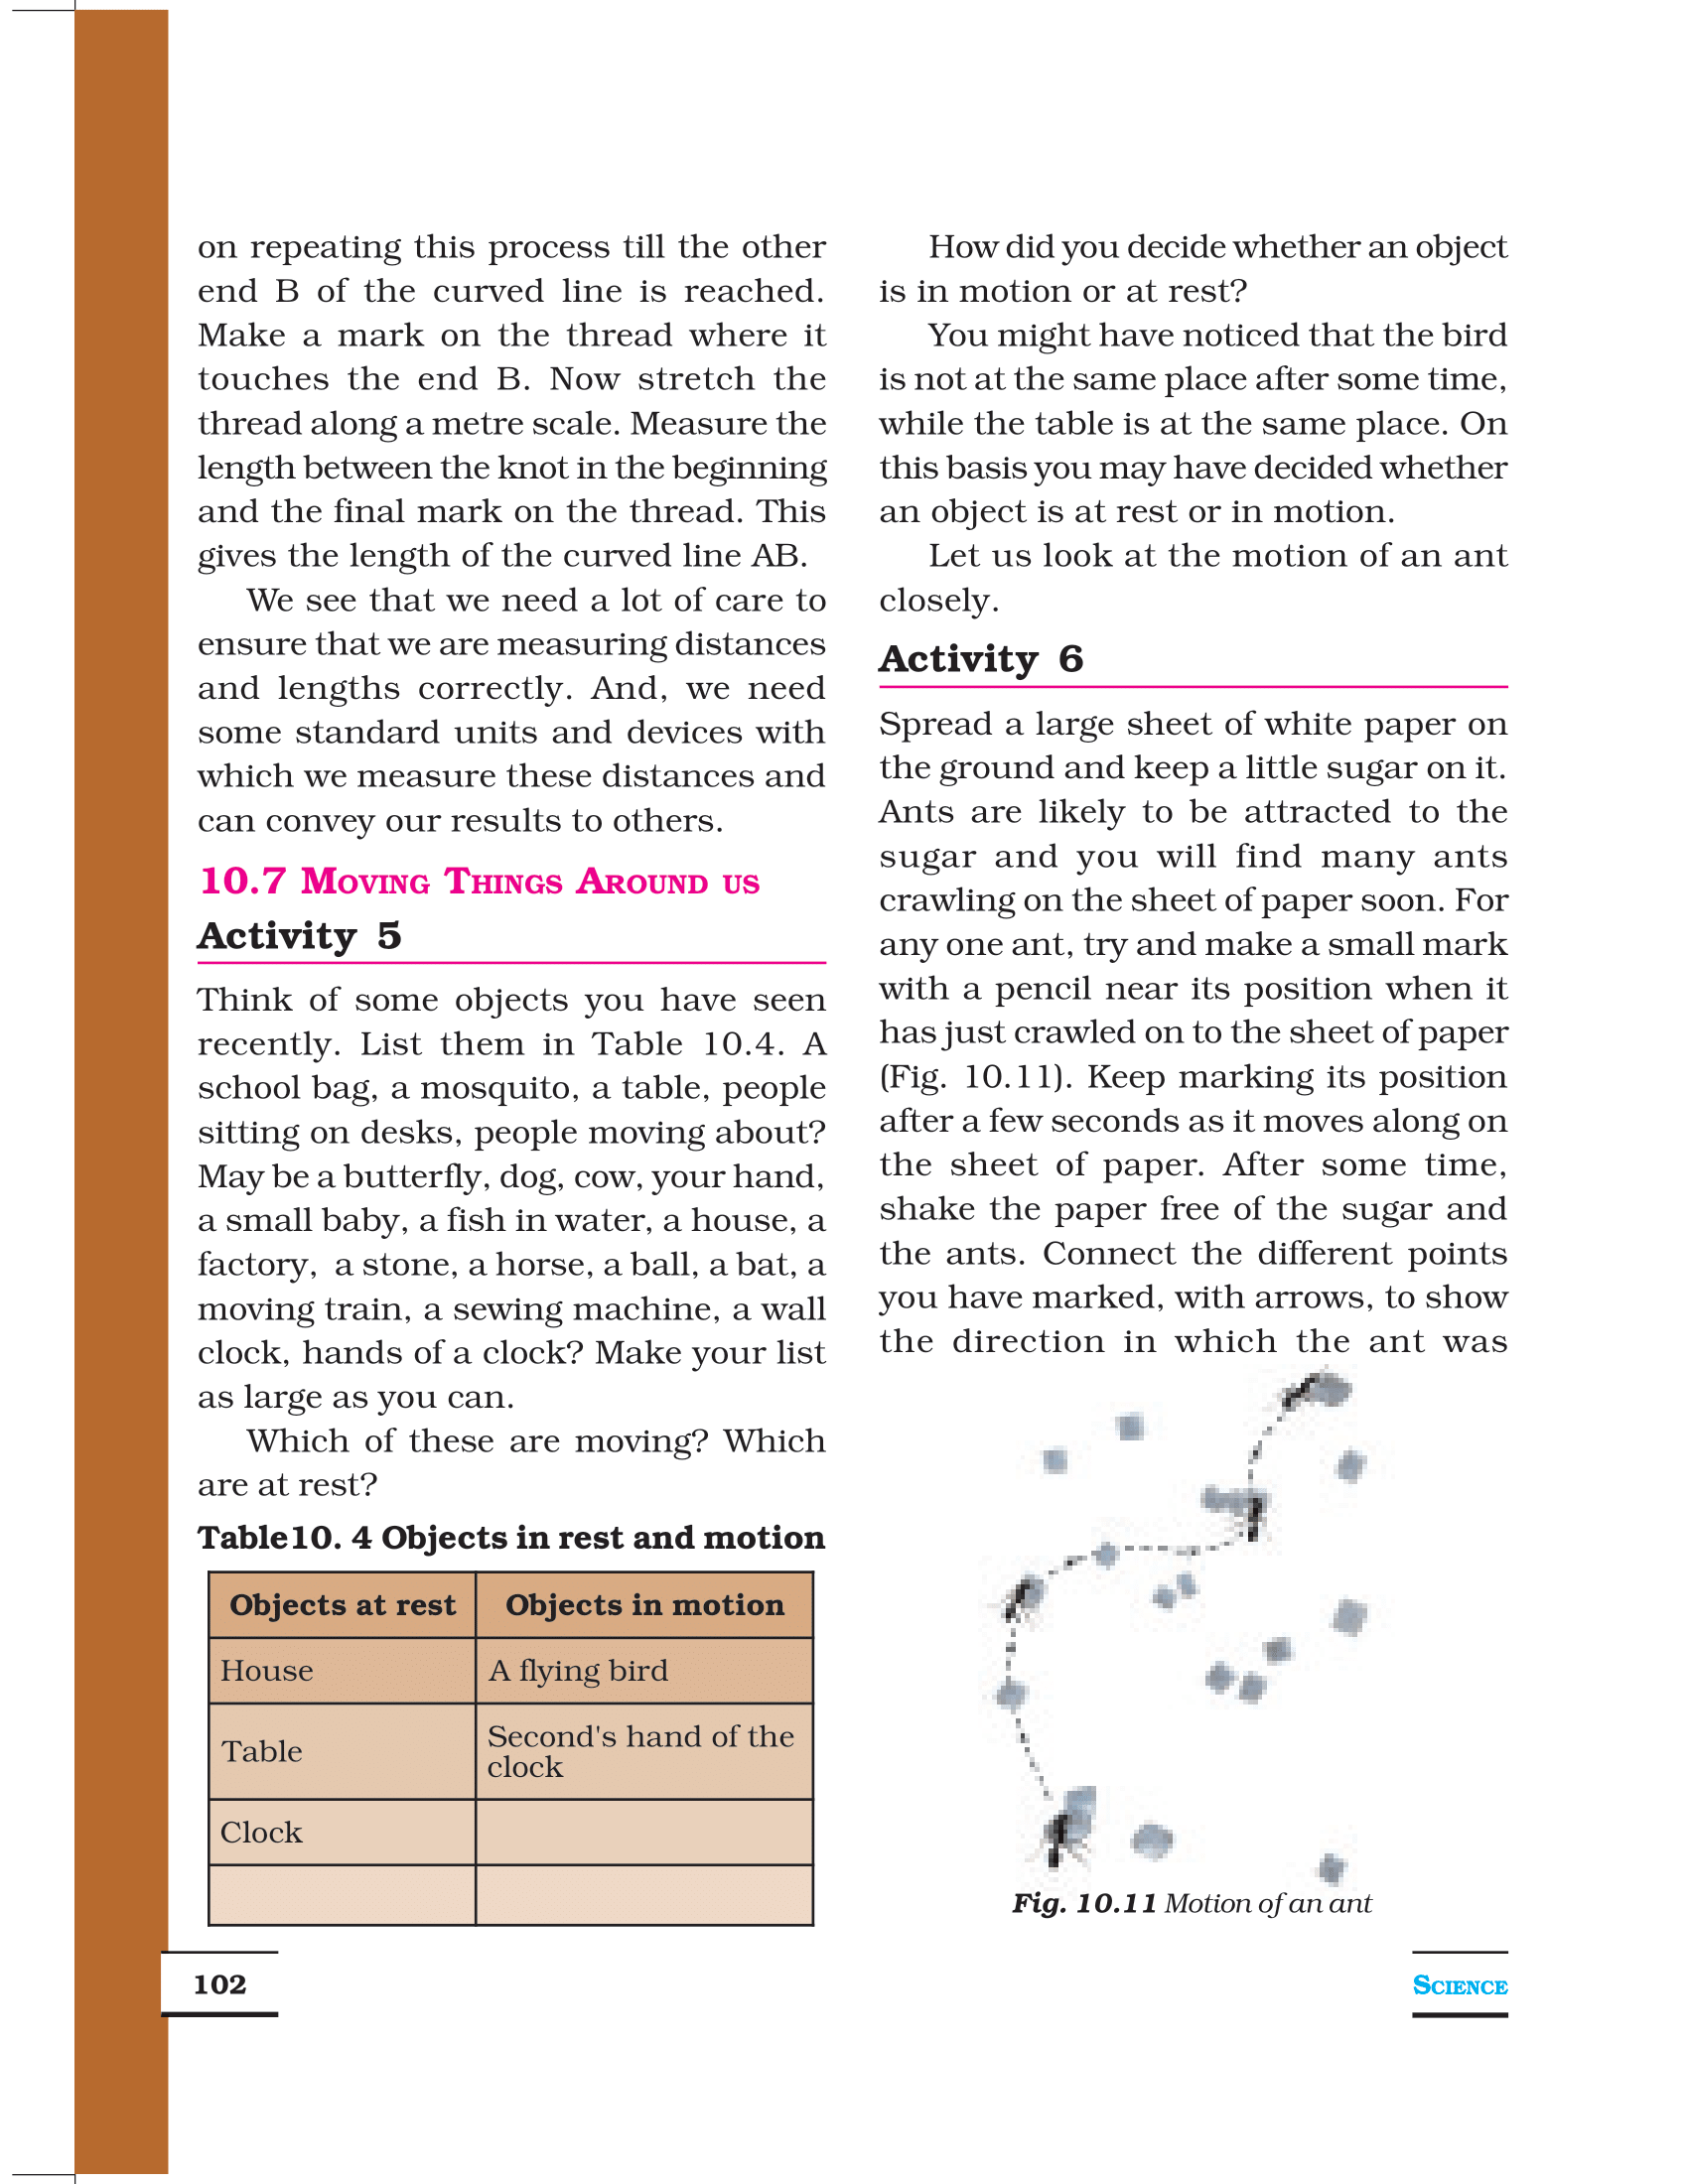 on repeating this process till the other
end B of the curved line is reached.
Make a mark on the thread where it
touches the end B. Now stretch the
thread along a metre scale. Measure the
length between the knot in the beginning
and the final mark on the thread. This
gives the length of the curved line AB.
We see that we need a lot of care to
ensure that we are measuring distances
and lengths correctly. And, we need
some standard units and devices with
which we measure these distances and
can convey our results to others.
10.7 Moving Things Around us
Activity 5
Think of some objects you have seen
recently. List them in Table 10.4. A
school bag, a mosquito, a table, people
sitting on desks, people moving about?
May be a butterfly, dog, cow, your hand,
a small baby, a fish in water, a house, a
factory, a stone, a horse, a ball, a bat, a
moving train, a sewing machine, a wall
clock, hands of a clock? Make your list
as large as you can.
Which of these are moving? Which
are at rest?
Table10. 4 Objects in rest and motion
Objects at rest Objects in motion
House A flying bird
Table Second's hand of the
clock
Clock
How did you decide whether an object
is in motion or at rest?
You might have noticed that the bird
is not at the same place after some time,
while the table is at the same place. On
this basis you may have decided whether
an object is at rest or in motion.
Let us look at the motion of an ant
closely.
Activity 6
Spread a large sheet of white paper on
the ground and keep a little sugar on it.
Ants are likely to be attracted to the
sugar and you will find many ants
crawling on the sheet of paper soon. For
any one ant, try and make a small mark
with a pencil near its position when it
has just crawled on to the sheet of paper
(Fig. 10.11). Keep marking its position
after a few seconds as it moves along on
the sheet of paper. After some time,
shake the paper free of the sugar and
the ants. Connect the different points
you have marked, with arrows, to show
the direction in which the ant was
Fig. 10.11 Motion of an ant
102
Science